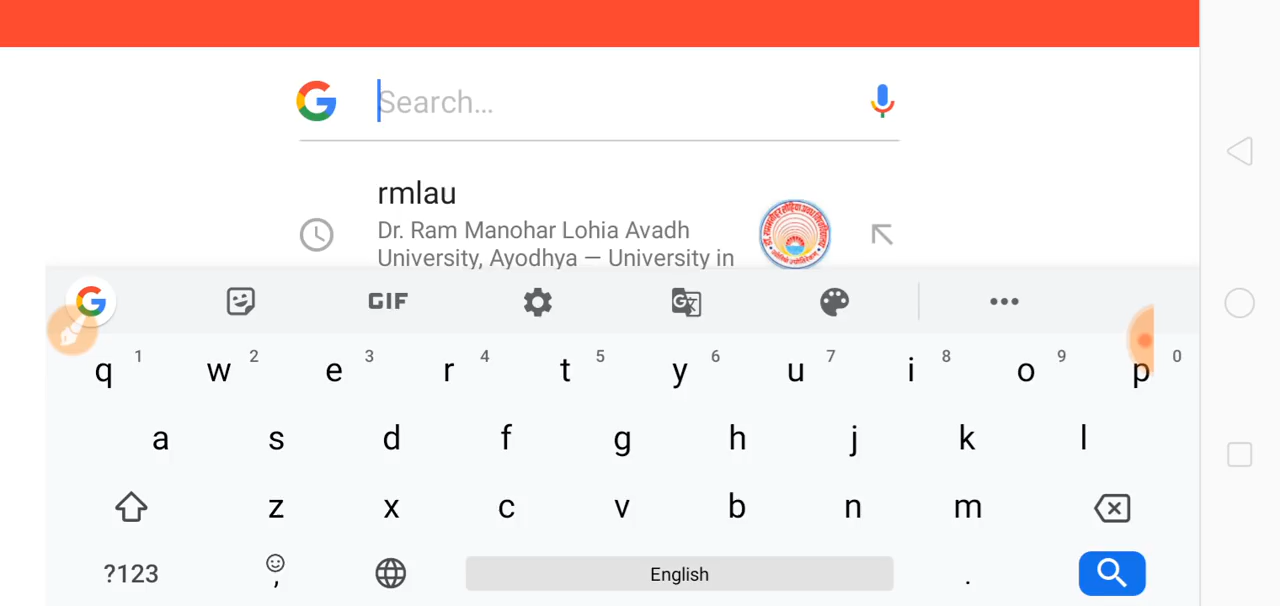 Search...
rmlau
Dr. Ram Manohar Lohia Avadh
University, Ayodhya — University in
GIF
q 1 w 2 e 3 r 4 t 5 y 6 u 7 i 8 o 9 p 0
a s d f g h j k l
z x c v b n m
?123 , English .